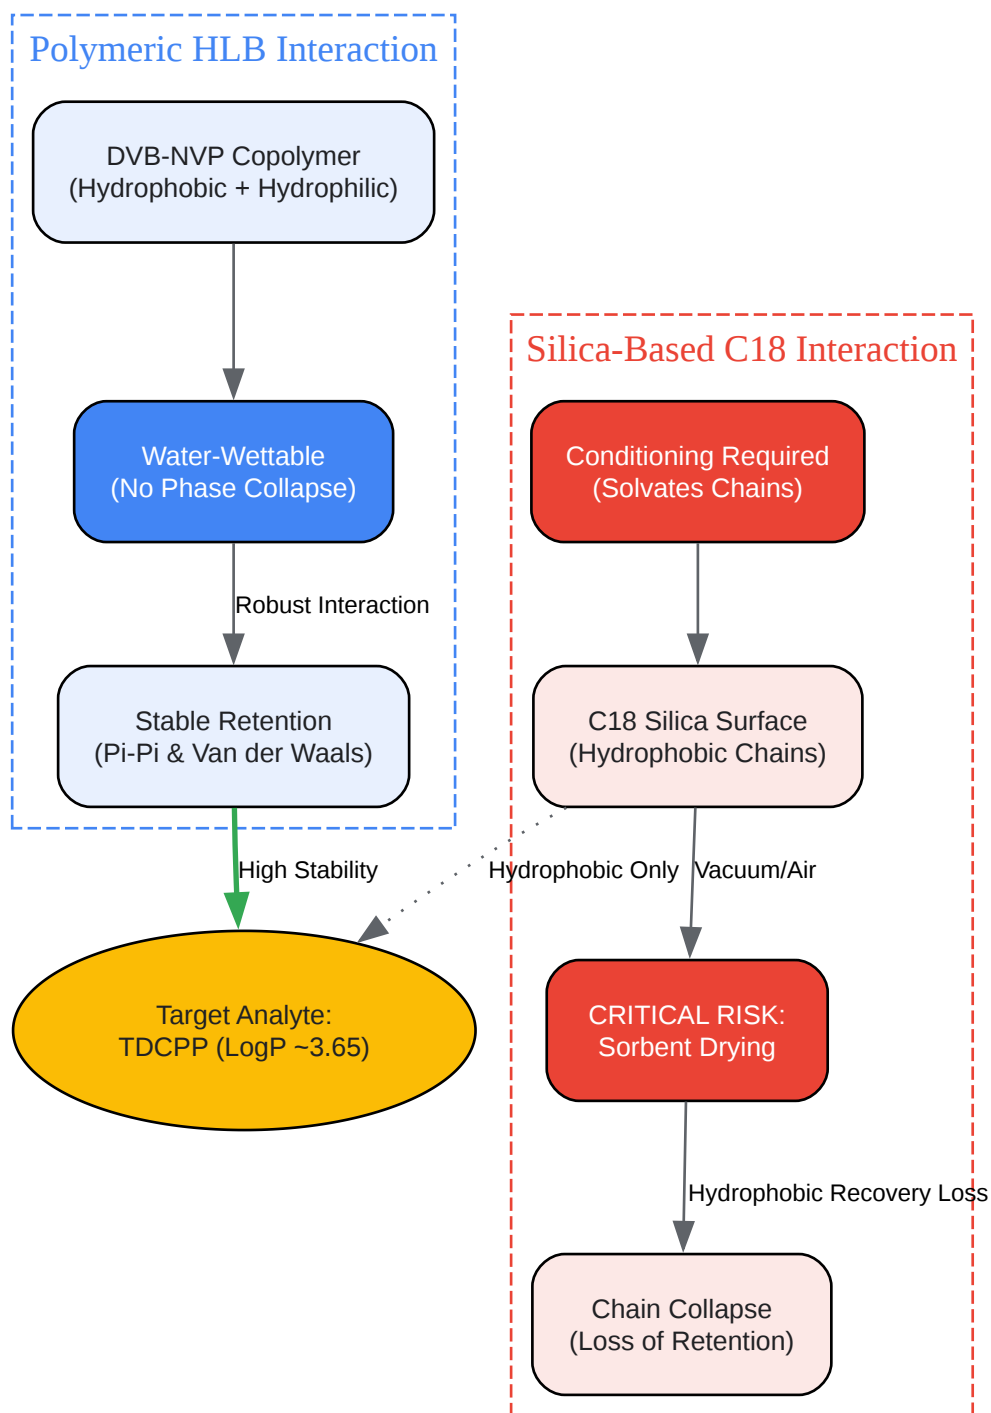 Polymeric HLB Interaction
DVB-NVP Copolymer
(Hydrophobic + Hydrophilic)
Water-Wettable
(No Phase Collapse)
Robust Interaction
Stable Retention
(Pi-Pi & Van der Waals)
High Stability
Target Analyte:
TDCPP (LogP ~3.65)
Silica-Based C18 Interaction
Conditioning Required
(Solvates Chains)
C18 Silica Surface
(Hydrophobic Chains)
Hydrophobic Only
Vacuum/Air
CRITICAL RISK:
Sorbent Drying
Hydrophobic Recovery Loss
Chain Collapse
(Loss of Retention)